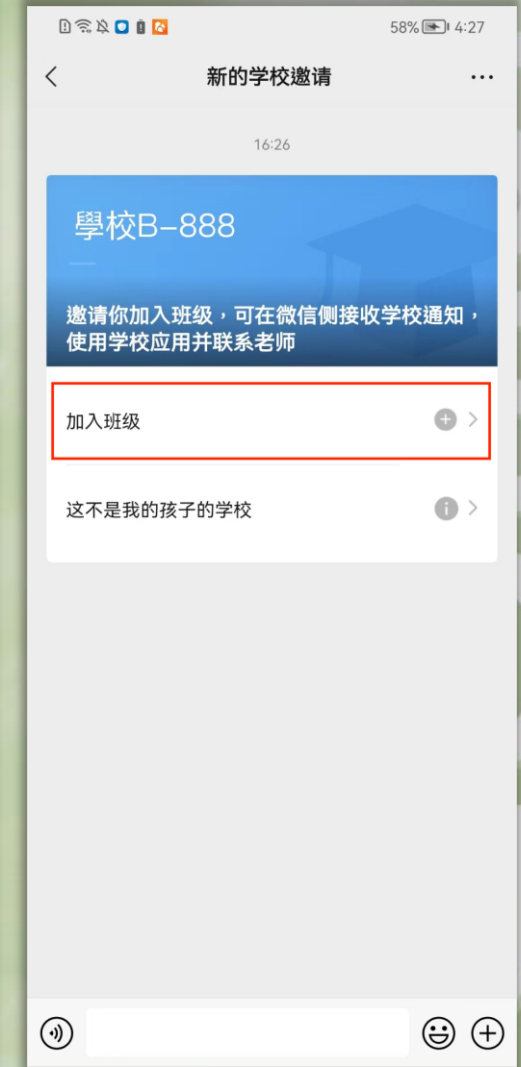 58% 4:27
新的学校邀请
16:26
學校B-888
邀请你加入班级，可在微信侧接收学校通知，
使用学校应用并联系老师
加入班级
这不是我的孩子的学校